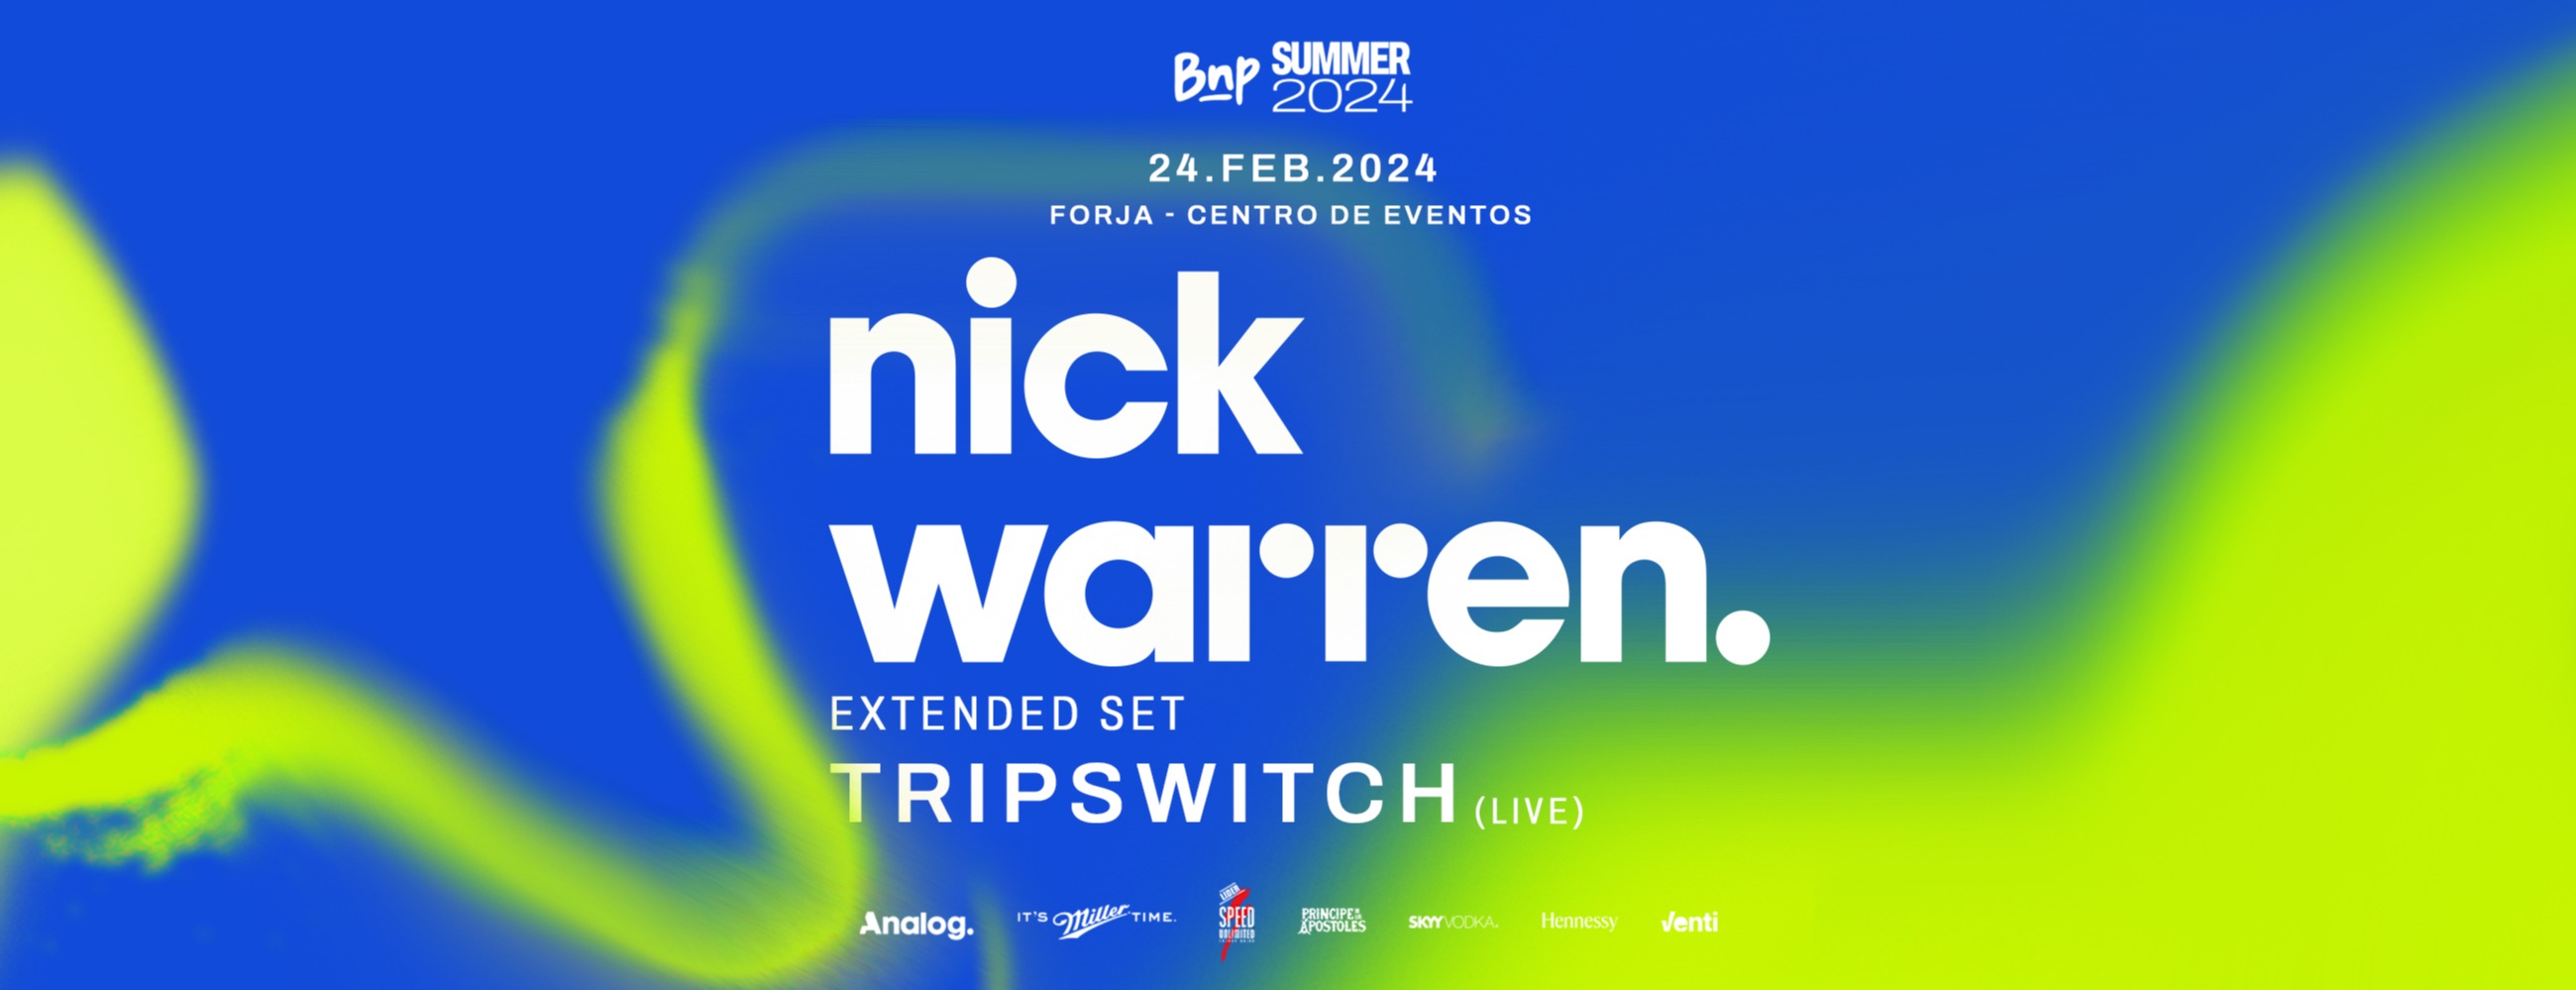 Bnp SUMMER
2024
24.FEB.2024
FORJA - CENTRO DE EVENTOS
nick
warren.
EXTENDED SET
TRIPSWITCH (LIVE)
Analog. IT'S Miller TIME. SPEED UNLIMITED PRINCIPE DE LOS APOSTOLES SKYY VODKA. Hennessy Venti